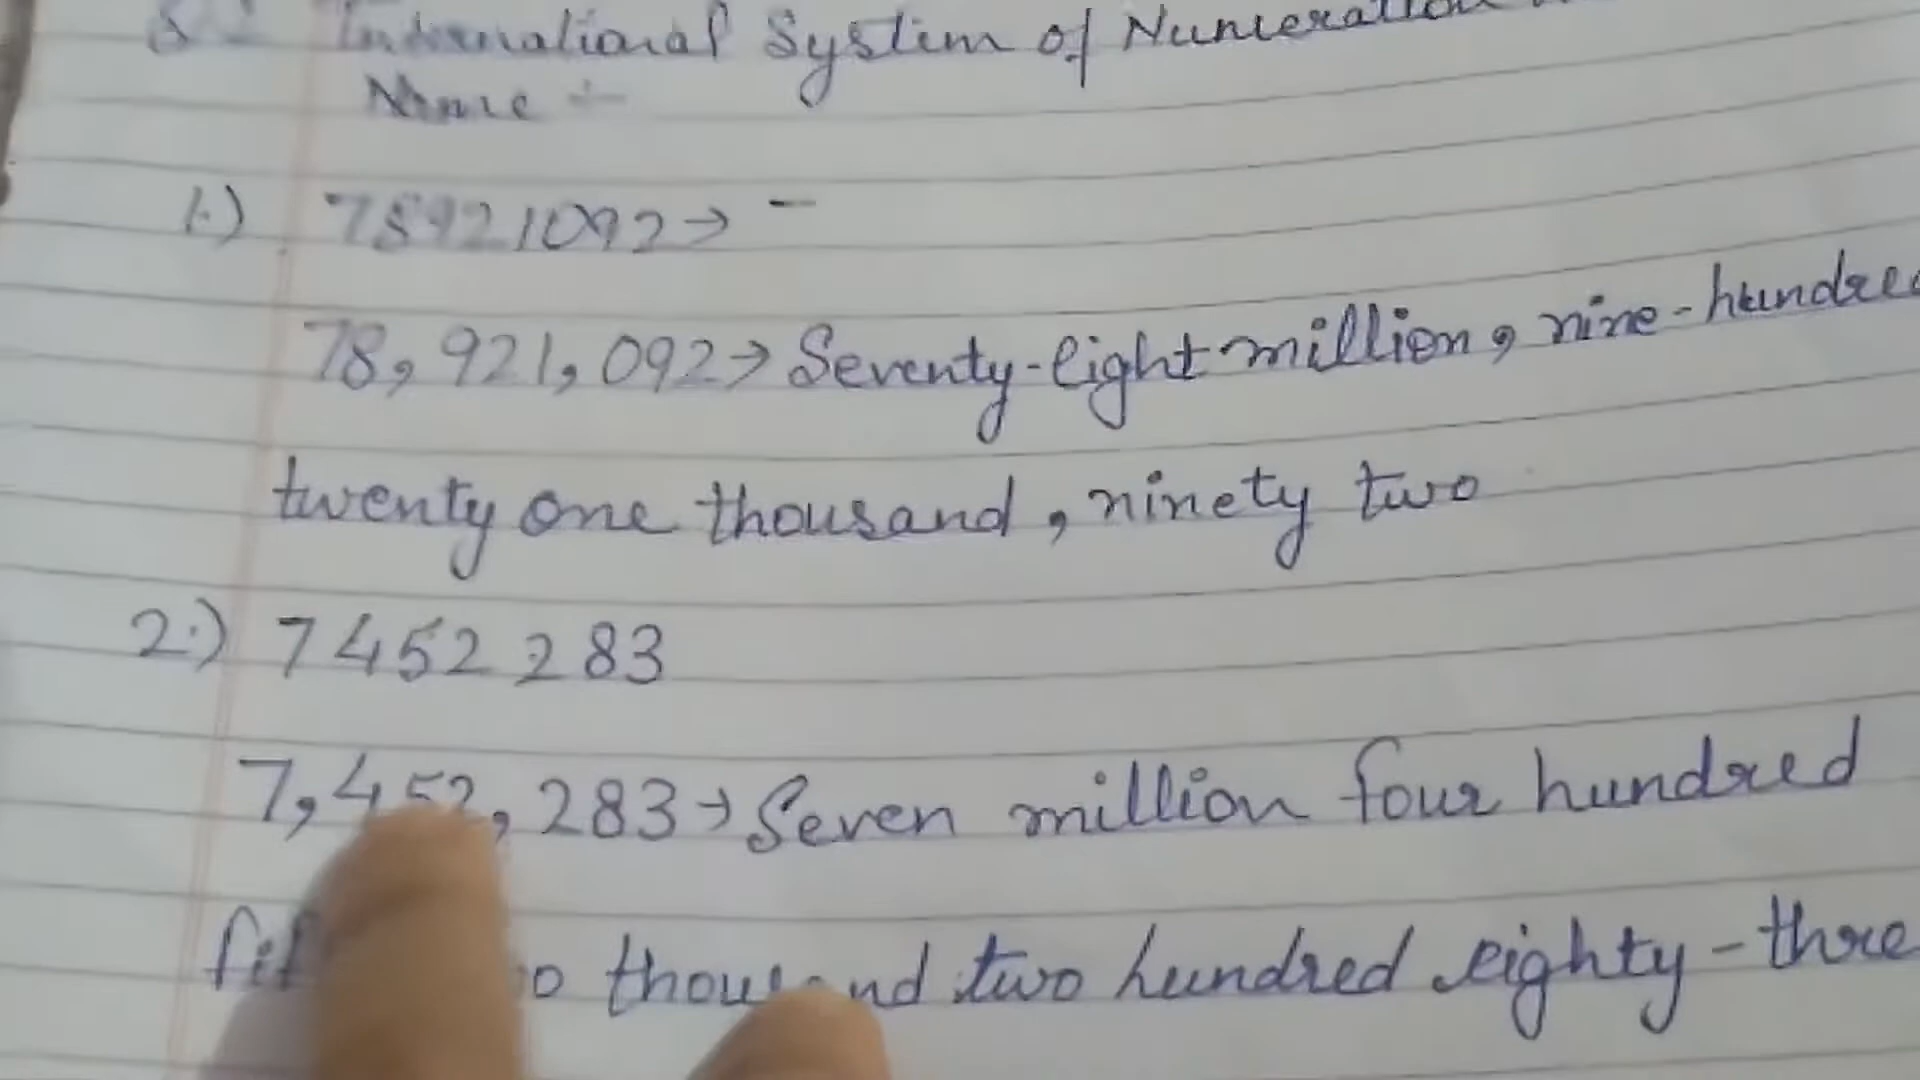 International System of Numeration
Name :-
1.) 78921092 → -
78,921,092 → Seventy-eight million, nine-hundred
twenty one thousand, ninety two
2.) 7452283
7,452,283 → Seven million four hundred
thousand two hundred eighty-three